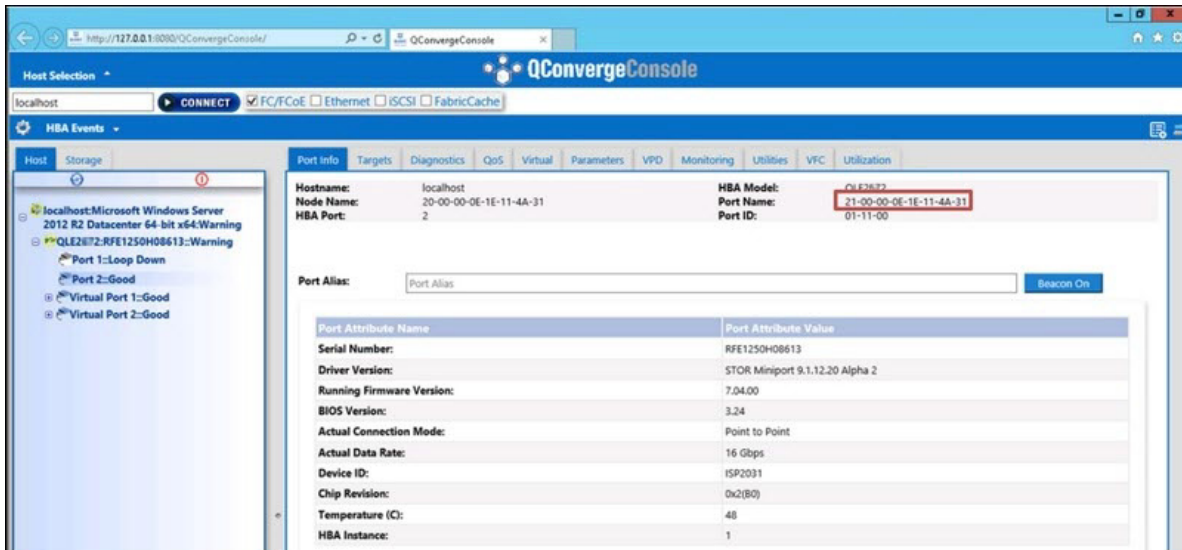 http://127.0.0.1:8080/QConvergeConsole/
QConvergeConsole
Host Selection
QConvergeConsole
localhost
CONNECT
FC/FCoE Ethernet iSCSI FabricCache
HBA Events
Host Storage
Port Info Targets Diagnostics QoS Virtual Parameters VPD Monitoring Utilities VFC Utilization
localhost:Microsoft Windows Server
2012 R2 Datacenter 64-bit x64:Warning
QLE2672:RFE1250H08613::Warning
Port 1::Loop Down
Port 2::Good
Virtual Port 1::Good
Virtual Port 2::Good
Hostname: localhost HBA Model: QLE2672
Node Name: 20-00-00-0E-1E-11-4A-31 Port Name: 21-00-00-0E-1E-11-4A-31
HBA Port: 2 Port ID: 01-11-00
Port Alias: Port Alias Beacon On
Port Attribute Name Port Attribute Value
Serial Number: RFE1250H08613
Driver Version: STOR Miniport 9.1.12.20 Alpha 2
Running Firmware Version: 7.04.00
BIOS Version: 3.24
Actual Connection Mode: Point to Point
Actual Data Rate: 16 Gbps
Device ID: ISP2031
Chip Revision: 0x2(B0)
Temperature (C): 48
HBA Instance: 1